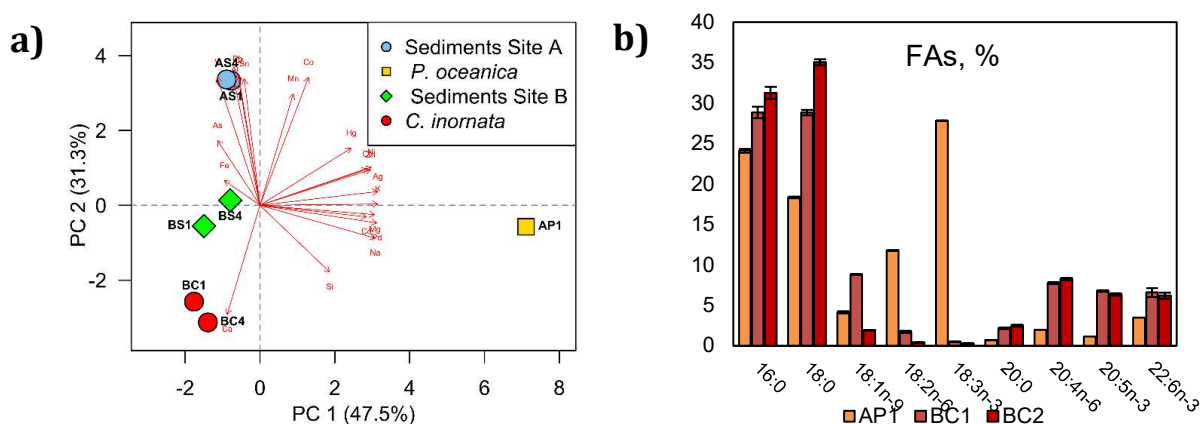 a)
PC 2 (31.3%)
4
2
0
-2
-2
0
2
4
6
8
PC 1 (47.5%)
Sediments Site A
P. oceanica
Sediments Site B
C. inornata
AS4
AS1
BS4
BS1
BC1
BC4
AP1
Sn
Co
Mn
As
Fe
Hg
Ni
Ag
K
Mg
Pd
Na
Si
Ca
b)
FAs, %
40
35
30
25
20
15
10
5
0
16:0
18:0
18:1n-9
18:2n-6
18:3n-3
20:0
20:4n-6
20:5n-3
22:6n-3
AP1 BC1 BC2